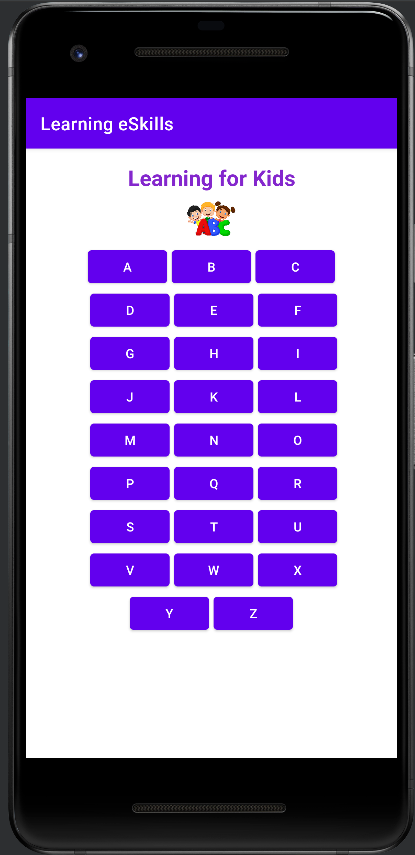 Learning eSkills
Learning for Kids
ABC
A B C
D E F
G H I
J K L
M N O
P Q R
S T U
V W X
Y Z